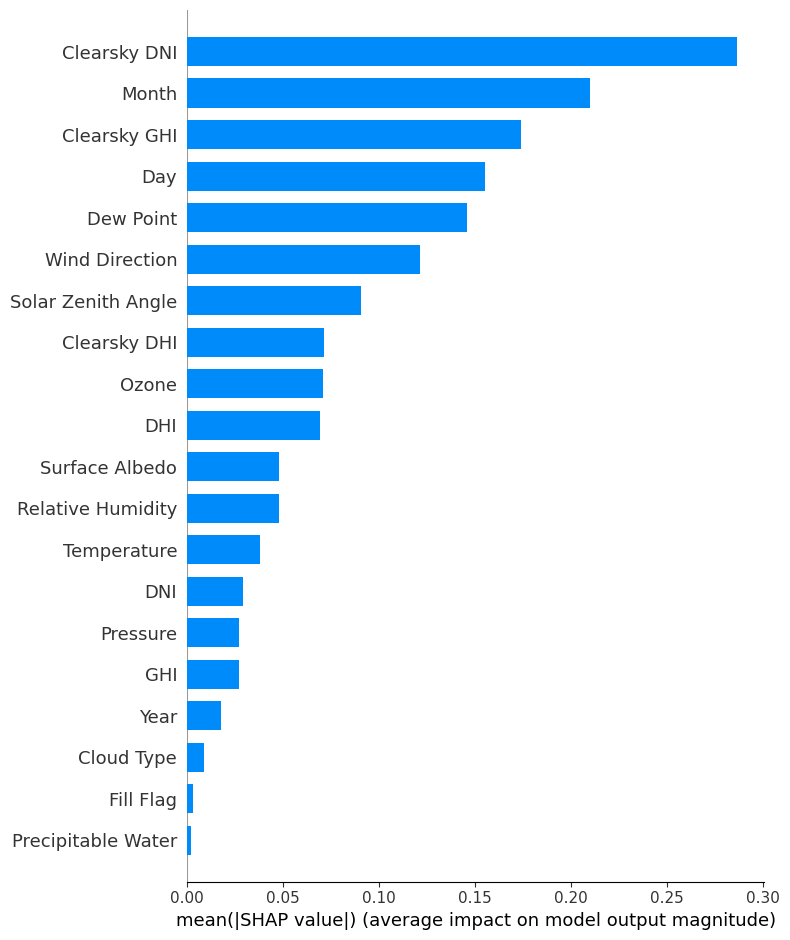 Clearsky DNI
Month
Clearsky GHI
Day
Dew Point
Wind Direction
Solar Zenith Angle
Clearsky DHI
Ozone
DHI
Surface Albedo
Relative Humidity
Temperature
DNI
Pressure
GHI
Year
Cloud Type
Fill Flag
Precipitable Water
0.00 0.05 0.10 0.15 0.20 0.25 0.30
mean(|SHAP value|) (average impact on model output magnitude)